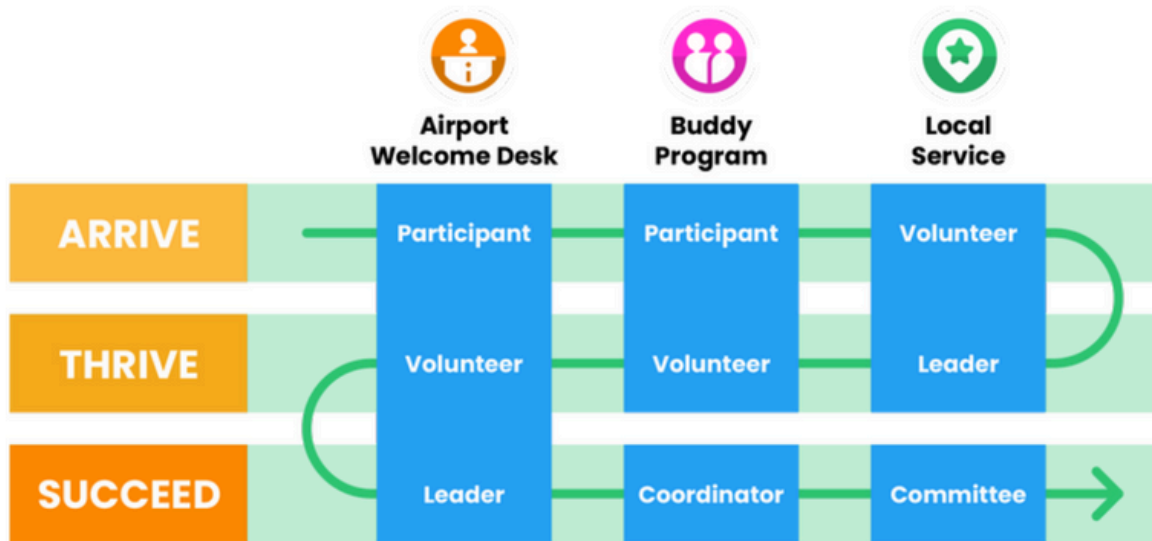 Airport
Welcome Desk
Buddy
Program
Local
Service
ARRIVE
Participant
Participant
Volunteer
THRIVE
Volunteer
Volunteer
Leader
SUCCEED
Leader
Coordinator
Committee